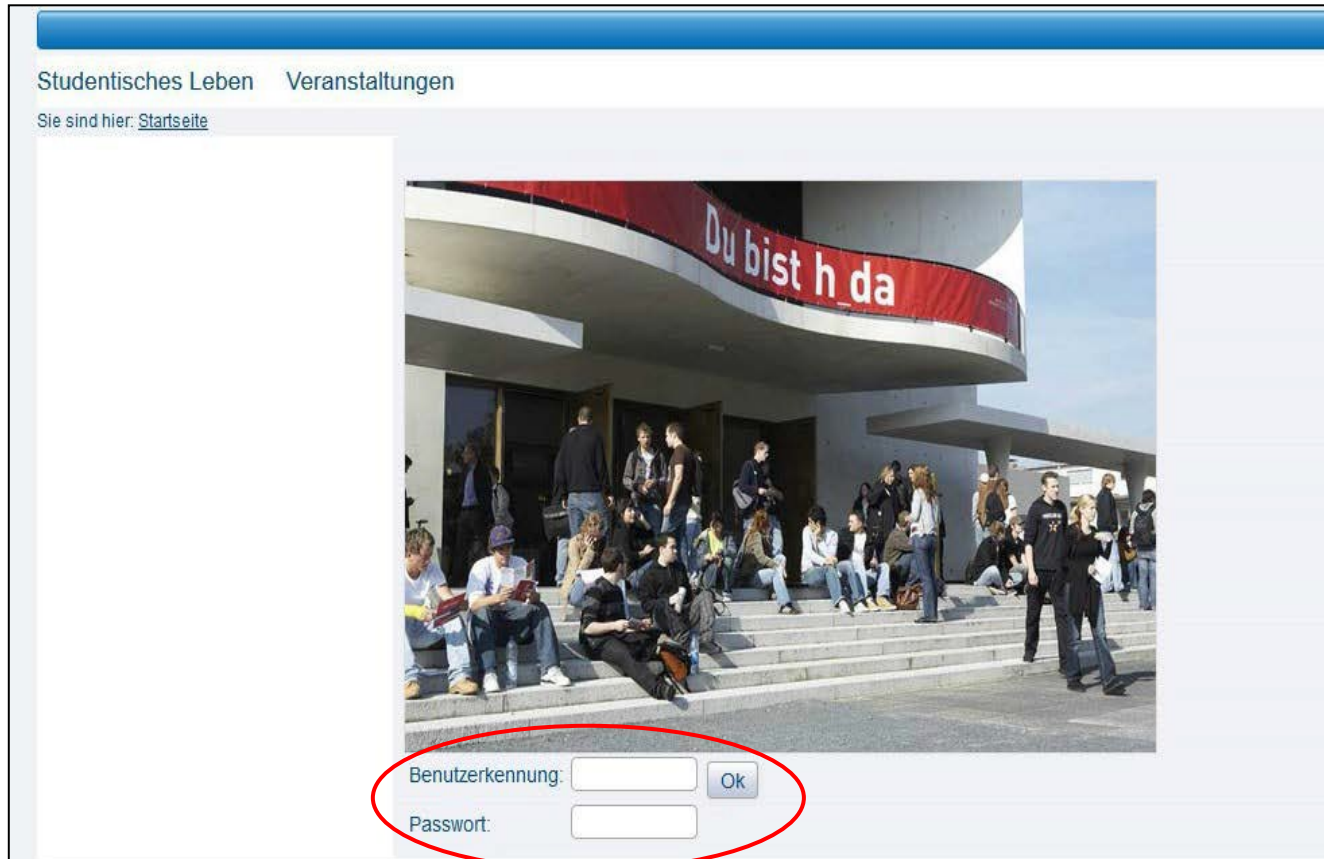 Studentisches Leben Veranstaltungen
Sie sind hier: Startseite
Du bist h_da
Benutzerkennung: Ok
Passwort: